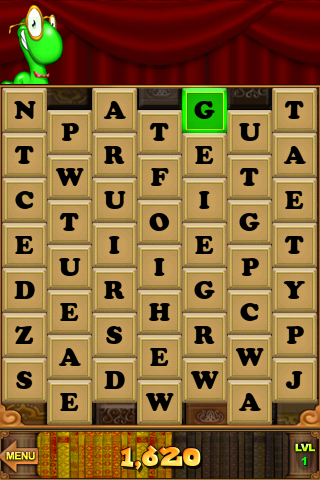 N A G T
P T U
T R E A
W F T
C U I E
T O G
E I E T
U I P
D R G Y
E H C
Z S R P
A E W
S D W J
E W A
MENU 1,620 LVL
1